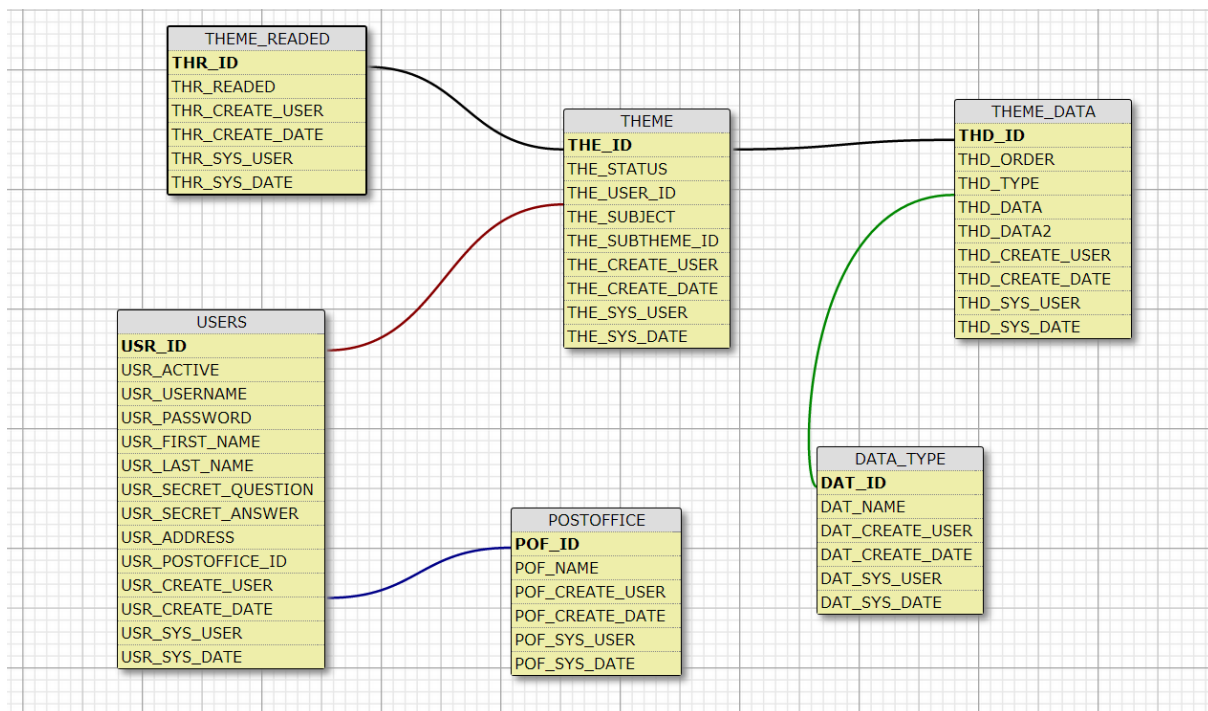 THEME_READED
THR_ID
THR_READED
THR_CREATE_USER
THR_CREATE_DATE
THR_SYS_USER
THR_SYS_DATE
THEME
THE_ID
THE_STATUS
THE_USER_ID
THE_SUBJECT
THE_SUBTHEME_ID
THE_CREATE_USER
THE_CREATE_DATE
THE_SYS_USER
THE_SYS_DATE
THEME_DATA
THD_ID
THD_ORDER
THD_TYPE
THD_DATA
THD_DATA2
THD_CREATE_USER
THD_CREATE_DATE
THD_SYS_USER
THD_SYS_DATE
USERS
USR_ID
USR_ACTIVE
USR_USERNAME
USR_PASSWORD
USR_FIRST_NAME
USR_LAST_NAME
USR_SECRET_QUESTION
USR_SECRET_ANSWER
USR_ADDRESS
USR_POSTOFFICE_ID
USR_CREATE_USER
USR_CREATE_DATE
USR_SYS_USER
USR_SYS_DATE
POSTOFFICE
POF_ID
POF_NAME
POF_CREATE_USER
POF_CREATE_DATE
POF_SYS_USER
POF_SYS_DATE
DATA_TYPE
DAT_ID
DAT_NAME
DAT_CREATE_USER
DAT_CREATE_DATE
DAT_SYS_USER
DAT_SYS_DATE